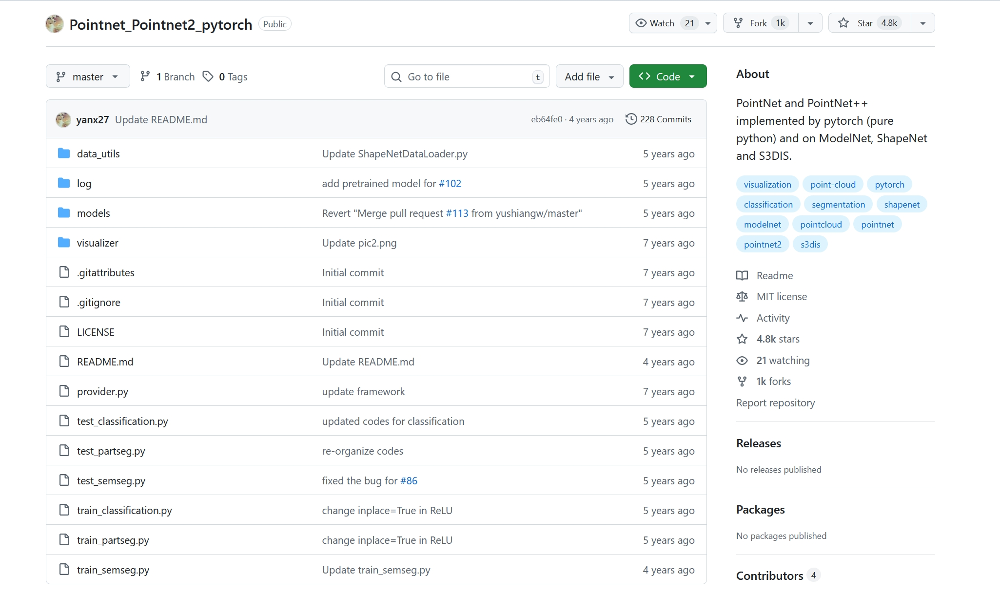 Pointnet_Pointnet2_pytorch Public Watch 21 Fork 1k Star 4.8k
master 1 Branch 0 Tags Go to file t Add file Code
yanx27 Update README.md eb64fe0 · 4 years ago 228 Commits
data_utils Update ShapeNetDataLoader.py 5 years ago
log add pretrained model for #102 5 years ago
models Revert "Merge pull request #113 from yushiangw/master" 5 years ago
visualizer Update pic2.png 7 years ago
.gitattributes Initial commit 7 years ago
.gitignore Initial commit 7 years ago
LICENSE Initial commit 7 years ago
README.md Update README.md 4 years ago
provider.py update framework 7 years ago
test_classification.py updated codes for classification 5 years ago
test_partseg.py re-organize codes 5 years ago
test_semseg.py fixed the bug for #86 5 years ago
train_classification.py change inplace=True in ReLU 5 years ago
train_partseg.py change inplace=True in ReLU 5 years ago
train_semseg.py Update train_semseg.py 4 years ago
About
PointNet and PointNet++
implemented by pytorch (pure
python) and on ModelNet, ShapeNet
and S3DIS.
visualization point-cloud pytorch
classification segmentation shapenet
modelnet pointcloud pointnet
pointnet2 s3dis
Readme
MIT license
Activity
4.8k stars
21 watching
1k forks
Report repository
Releases
No releases published
Packages
No packages published
Contributors 4